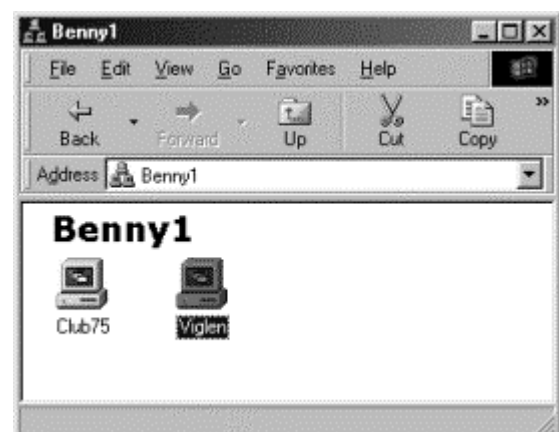 Benny1
File Edit View Go Favorites Help
Back Forward Up Cut Copy »
Address Benny1
Benny1
Club75 Viglen